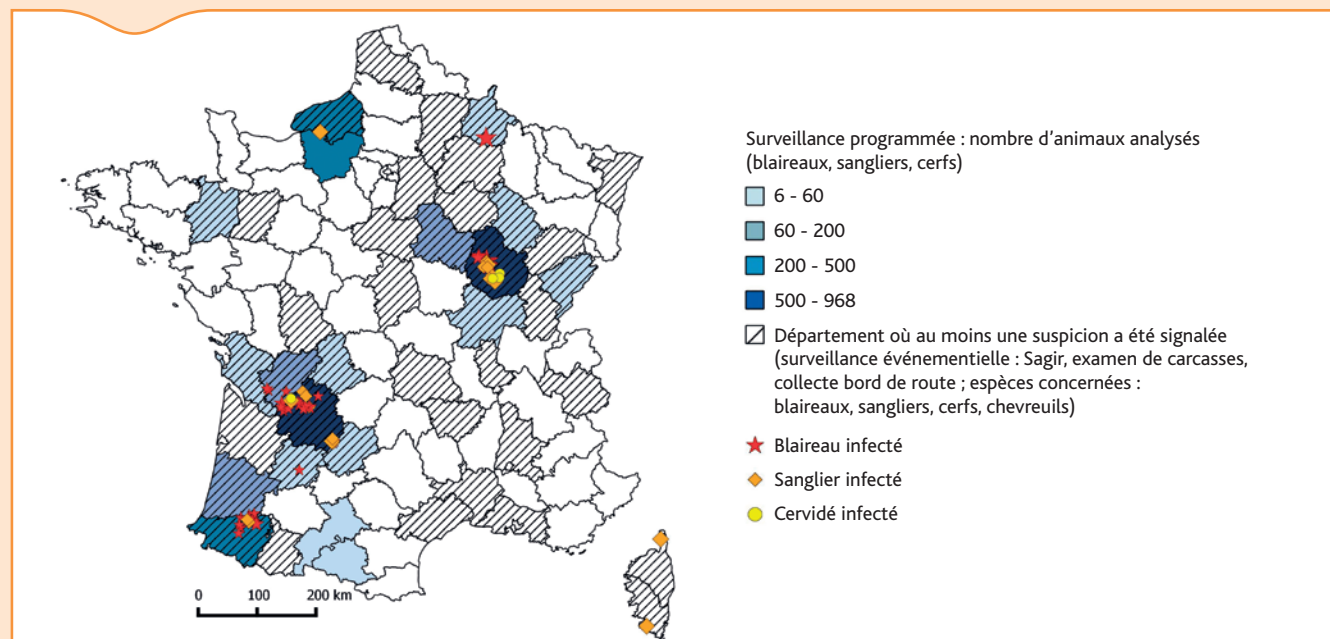 Surveillance programmée : nombre d'animaux analysés
(blaireaux, sangliers, cerfs)
6 - 60
60 - 200
200 - 500
500 - 968
Département où au moins une suspicion a été signalée
(surveillance événementielle : Sagir, examen de carcasses,
collecte bord de route ; espèces concernées :
blaireaux, sangliers, cerfs, chevreuils)
Blaireau infecté
Sanglier infecté
Cervidé infecté
0 100 200 km